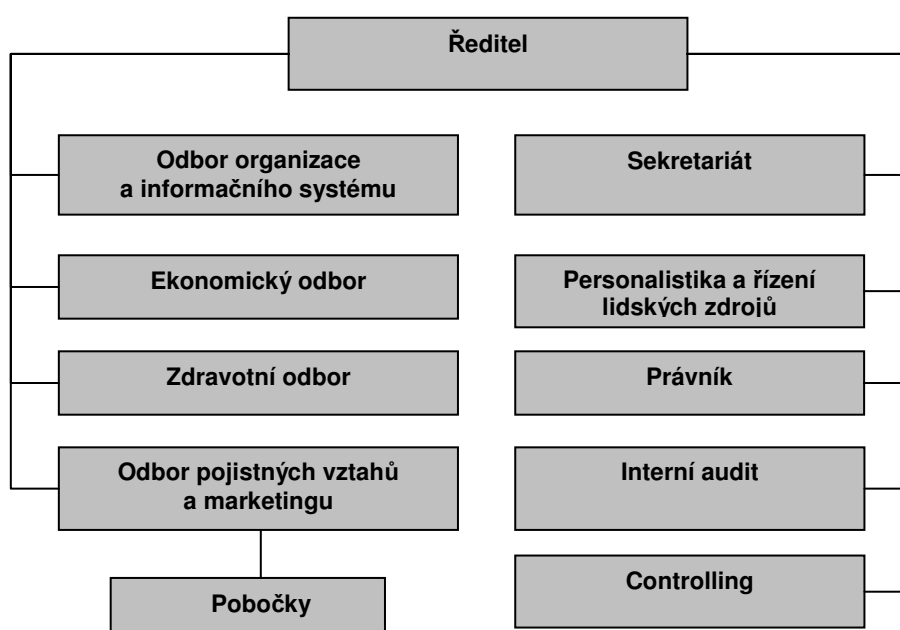 Ředitel
Odbor organizace
a informačního systému
Sekretariát
Ekonomický odbor
Personalistika a řízení
lidských zdrojů
Zdravotní odbor
Právník
Odbor pojistných vztahů
a marketingu
Interní audit
Pobočky
Controlling